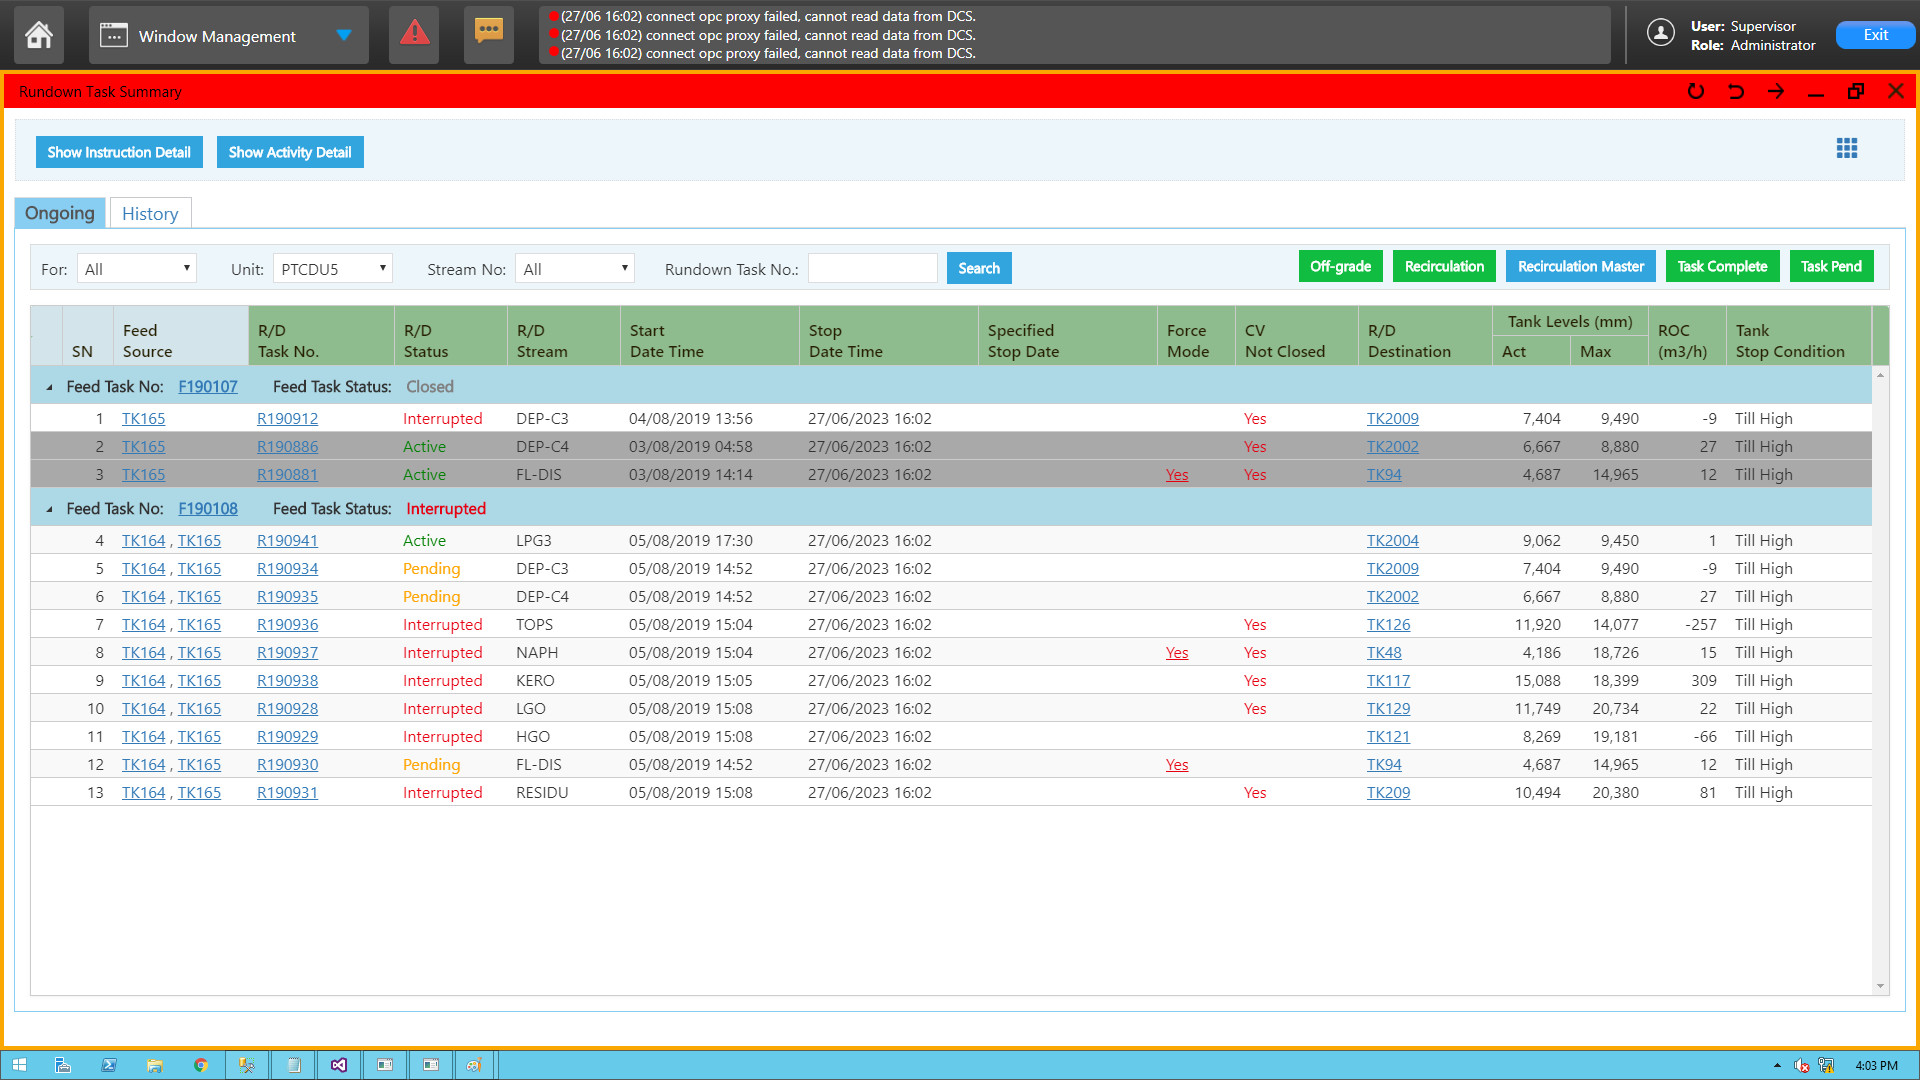 Window Management
(27/06 16:02) connect opc proxy failed, cannot read data from DCS.
(27/06 16:02) connect opc proxy failed, cannot read data from DCS.
(27/06 16:02) connect opc proxy failed, cannot read data from DCS.
User: Supervisor
Role: Administrator
Exit
Rundown Task Summary
Show Instruction Detail Show Activity Detail
Ongoing History
For: All Unit: PTCDU5 Stream No: All Rundown Task No.: Search Off-grade Recirculation Recirculation Master Task Complete Task Pend
SN Feed Source R/D Task No. R/D Status R/D Stream Start Date Time Stop Date Time Specified Stop Date Force Mode CV Not Closed R/D Destination Tank Levels (mm) Act Max ROC (m3/h) Tank Stop Condition
Feed Task No: F190107 Feed Task Status: Closed
1 TK165 R190912 Interrupted DEP-C3 04/08/2019 13:56 27/06/2023 16:02 Yes TK2009 7,404 9,490 -9 Till High
2 TK165 R190886 Active DEP-C4 03/08/2019 04:58 27/06/2023 16:02 Yes TK2002 6,667 8,880 27 Till High
3 TK165 R190881 Active FL-DIS 03/08/2019 14:14 27/06/2023 16:02 Yes Yes TK94 4,687 14,965 12 Till High
Feed Task No: F190108 Feed Task Status: Interrupted
4 TK164 , TK165 R190941 Active LPG3 05/08/2019 17:30 27/06/2023 16:02 TK2004 9,062 9,450 1 Till High
5 TK164 , TK165 R190934 Pending DEP-C3 05/08/2019 14:52 27/06/2023 16:02 TK2009 7,404 9,490 -9 Till High
6 TK164 , TK165 R190935 Pending DEP-C4 05/08/2019 14:52 27/06/2023 16:02 TK2002 6,667 8,880 27 Till High
7 TK164 , TK165 R190936 Interrupted TOPS 05/08/2019 15:04 27/06/2023 16:02 Yes TK126 11,920 14,077 -257 Till High
8 TK164 , TK165 R190937 Interrupted NAPH 05/08/2019 15:04 27/06/2023 16:02 Yes Yes TK48 4,186 18,726 15 Till High
9 TK164 , TK165 R190938 Interrupted KERO 05/08/2019 15:05 27/06/2023 16:02 Yes TK117 15,088 18,399 309 Till High
10 TK164 , TK165 R190928 Interrupted LGO 05/08/2019 15:08 27/06/2023 16:02 Yes TK129 11,749 20,734 22 Till High
11 TK164 , TK165 R190929 Interrupted HGO 05/08/2019 15:08 27/06/2023 16:02 TK121 8,269 19,181 -66 Till High
12 TK164 , TK165 R190930 Pending FL-DIS 05/08/2019 14:52 27/06/2023 16:02 Yes TK94 4,687 14,965 12 Till High
13 TK164 , TK165 R190931 Interrupted RESIDU 05/08/2019 15:08 27/06/2023 16:02 Yes TK209 10,494 20,380 81 Till High
4:03 PM